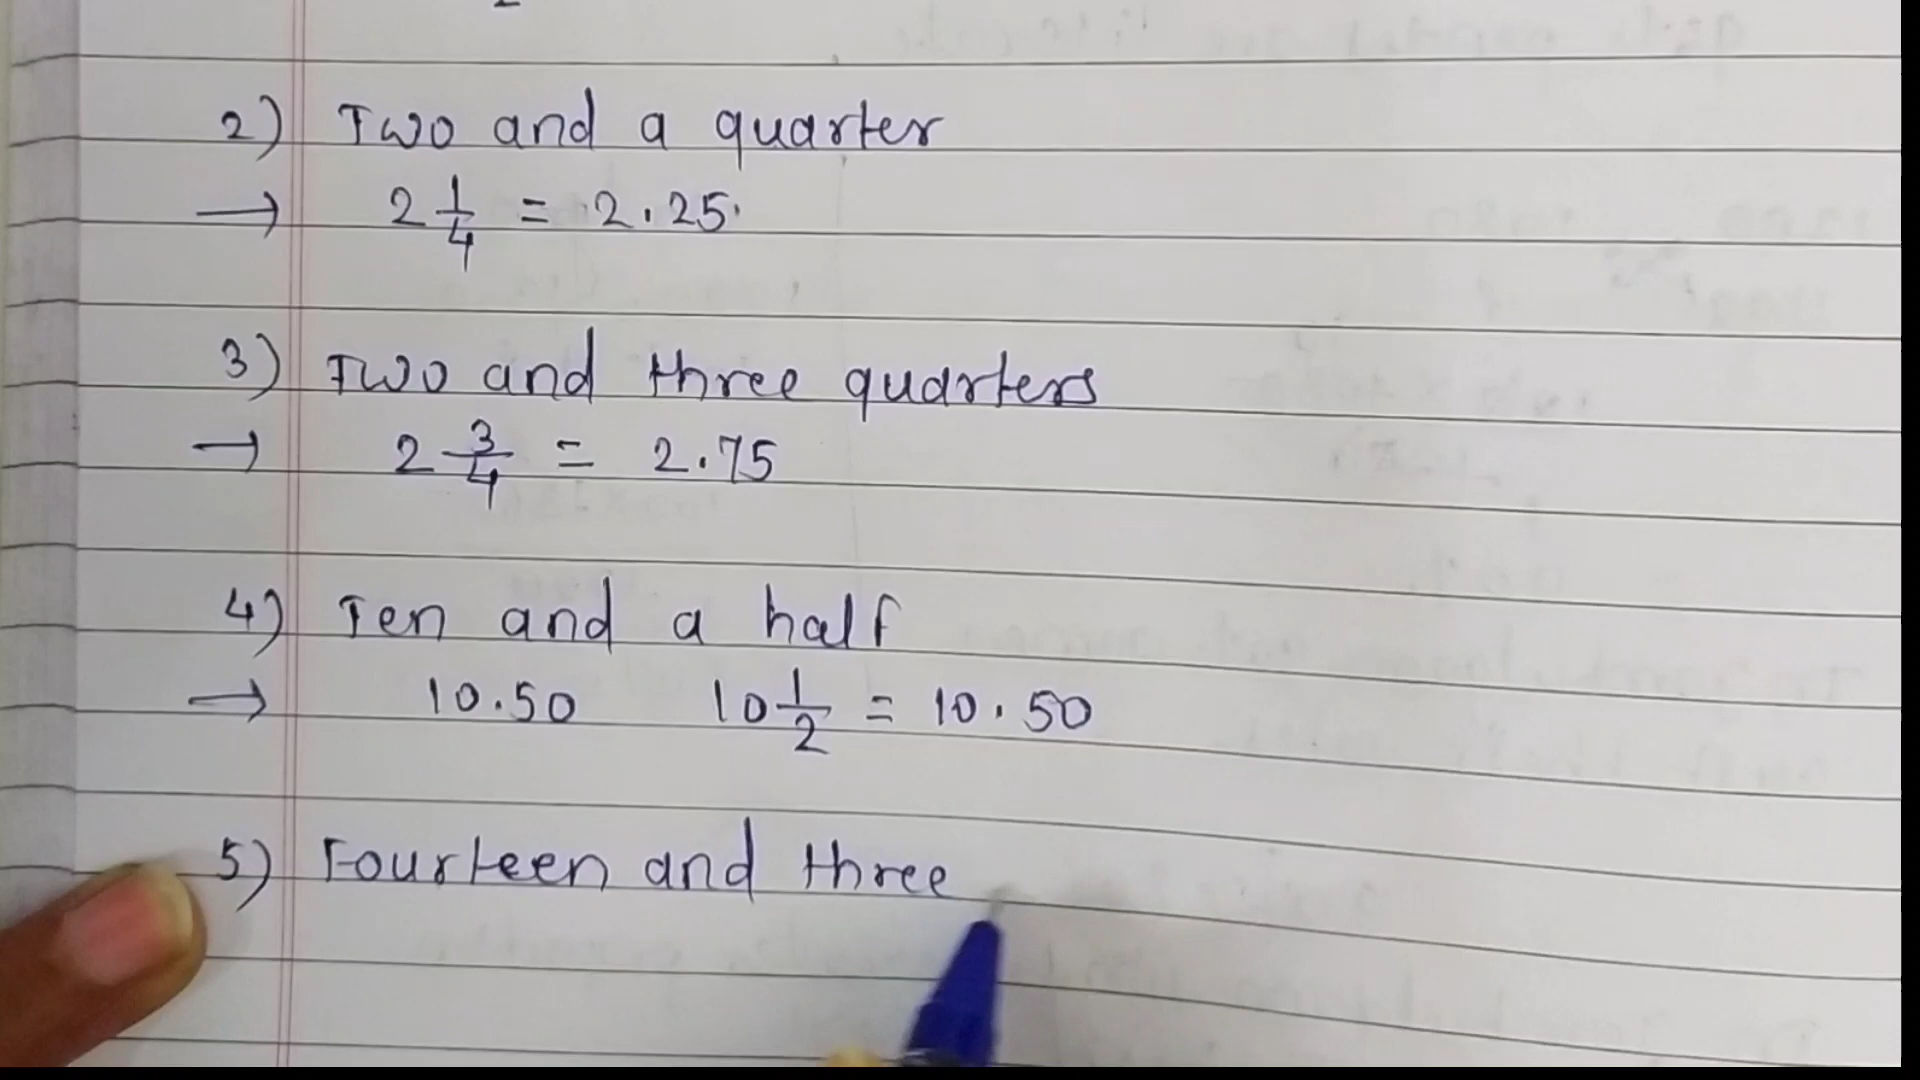 2) Two and a quarter
→ 2 1/4 = 2.25
3) Two and three quarters
→ 2 3/4 = 2.75
4) Ten and a half
→ 10.50 10 1/2 = 10.50
5) Fourteen and three